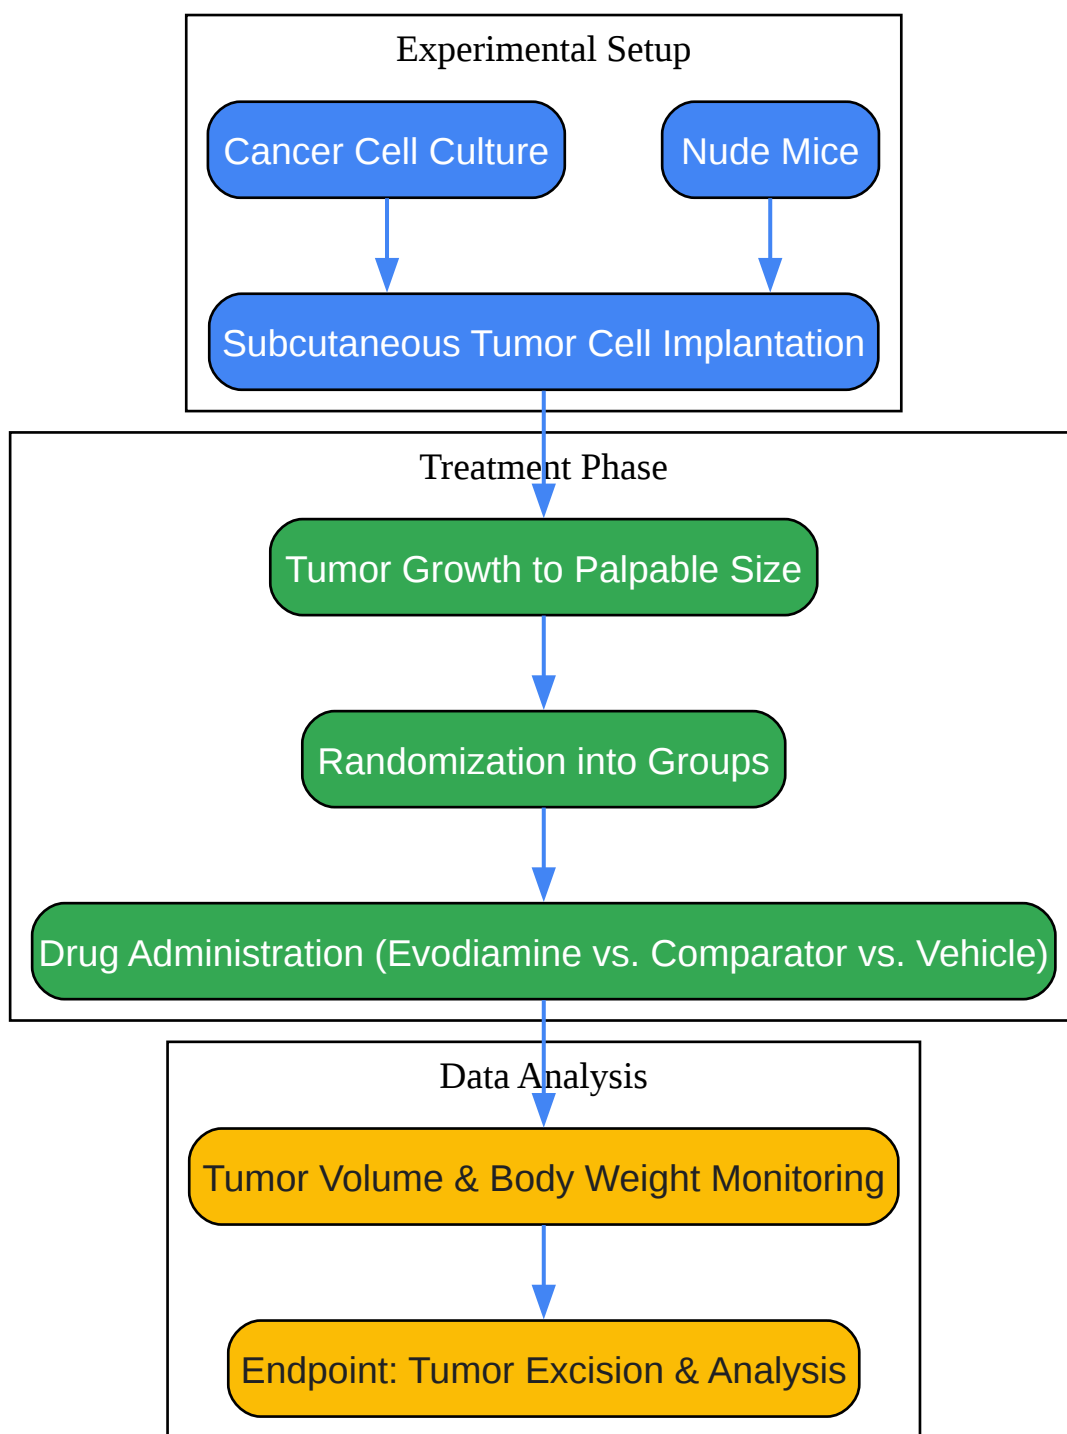 Experimental Setup
Cancer Cell Culture
Nude Mice
Subcutaneous Tumor Cell Implantation
Treatment Phase
Tumor Growth to Palpable Size
Randomization into Groups
Drug Administration (Evodiamine vs. Comparator vs. Vehicle)
Data Analysis
Tumor Volume & Body Weight Monitoring
Endpoint: Tumor Excision & Analysis